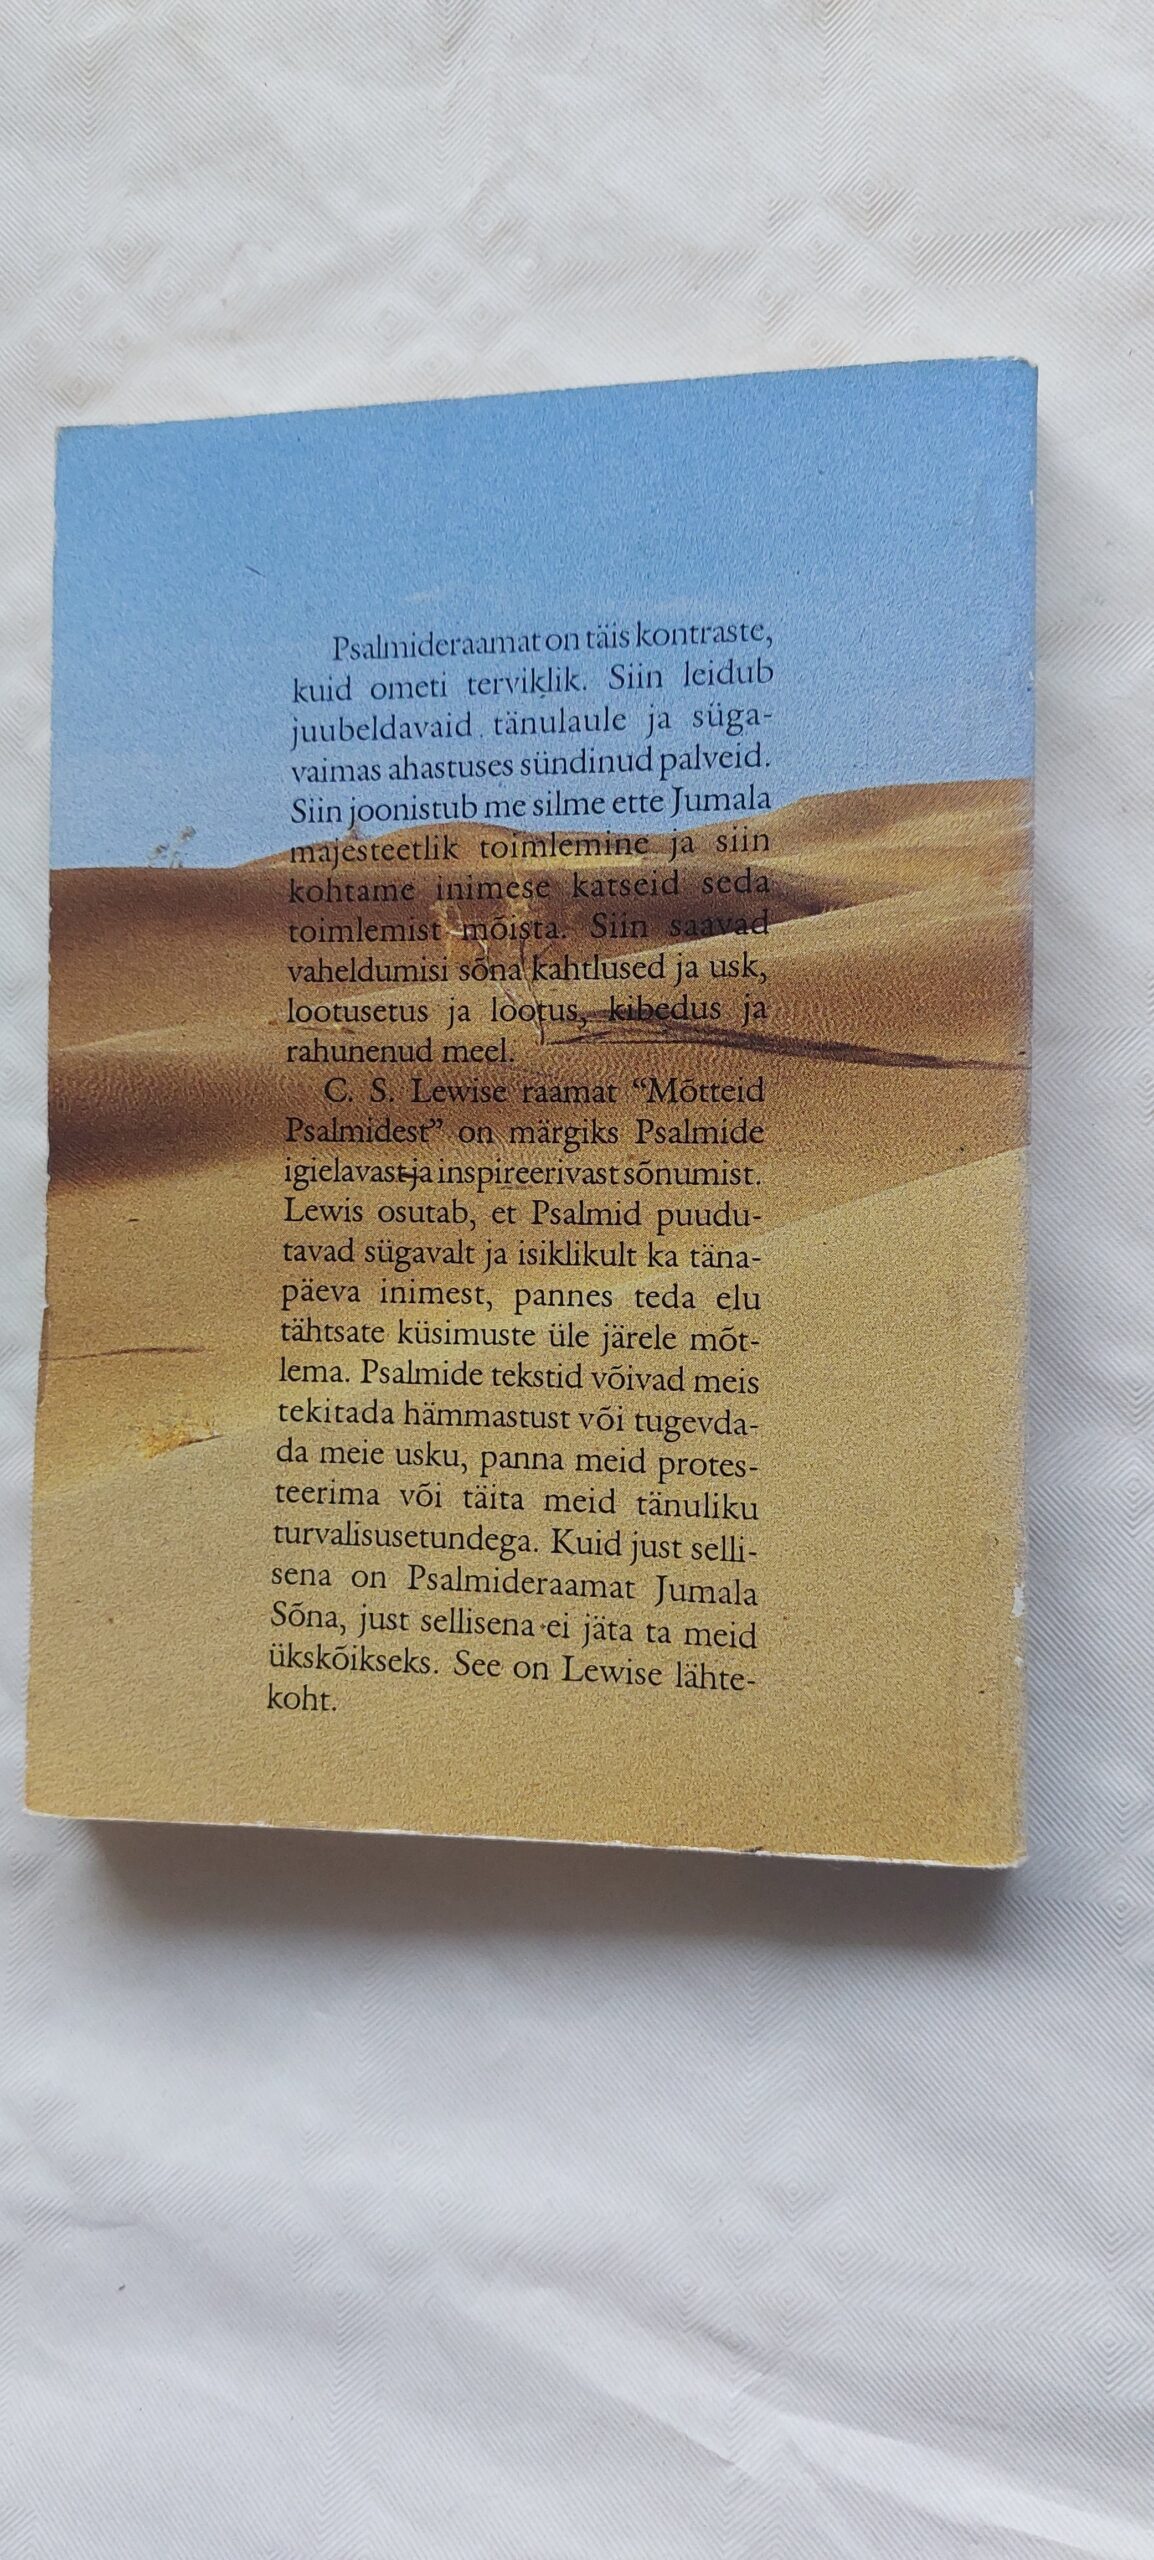 Psalmideraamat on täis kontraste,
kuid ometi terviklik. Siin leidub
juubeldavaid tänulaule ja süga-
vaimas ahastuses sündinud palveid.
Siin joonistub me silme ette Jumala
majesteetlik toimlemine ja siin
kohtame inimese katseid seda
toimlemist mõista. Siin saavad
vaheldumisi sõna kahtlused ja usk,
lootusetus ja lootus, kibedus ja
rahunenud meel.
C. S. Lewise raamat “Mõtteid
Psalmidest” on märgiks Psalmide
igielavast ja inspireerivast sõnumist.
Lewis osutab, et Psalmid puudu-
tavad sügavalt ja isiklikult ka täna-
päeva inimest, pannes teda elu
tähtsate küsimuste üle järele mõt-
lema. Psalmide tekstid võivad meis
tekitada hämmastust või tugevda-
da meie usku, panna meid protes-
teerima või täita meid tänuliku
turvalisusetundega. Kuid just selli-
sena on Psalmideraamat Jumala
Sõna, just sellisena ei jäta ta meid
ükskõikseks. See on Lewise lähte-
koht.